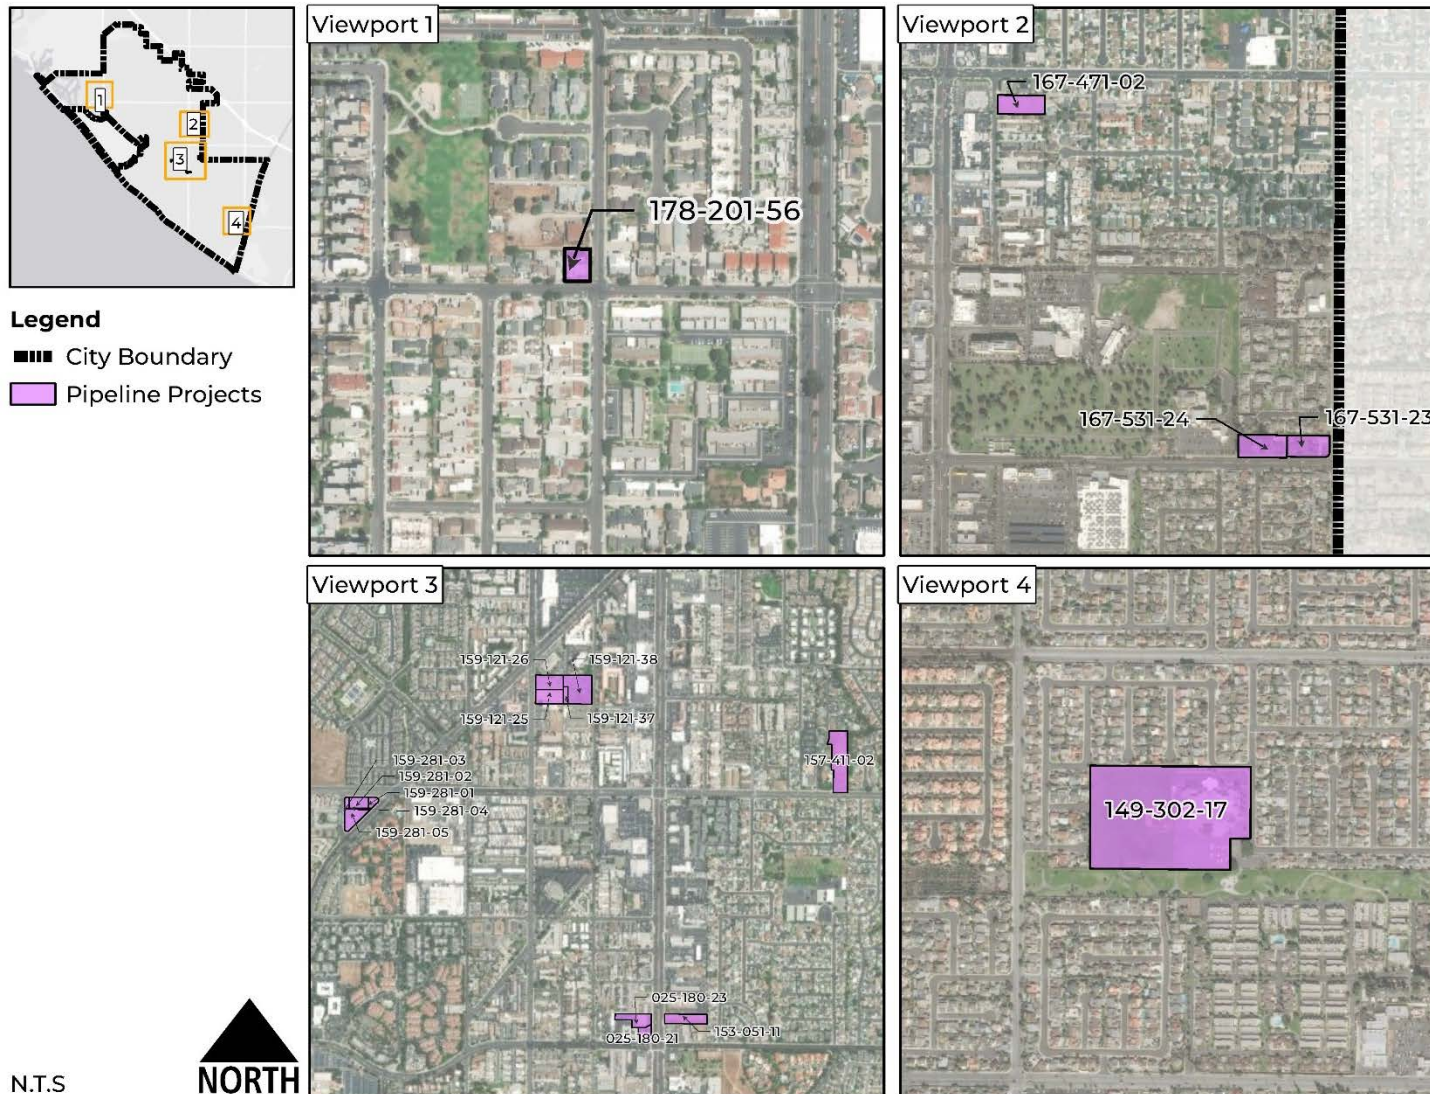 1
2
3
4
Legend
City Boundary
Pipeline Projects
N.T.S
NORTH
Viewport 1
178-201-56
Viewport 2
167-471-02
167-531-24
167-531-23
Viewport 3
159-121-26
159-121-38
159-121-25
159-121-37
157-411-02
159-281-03
159-281-02
159-281-01
159-281-04
159-281-05
025-180-23
153-051-11
025-180-21
Viewport 4
149-302-17